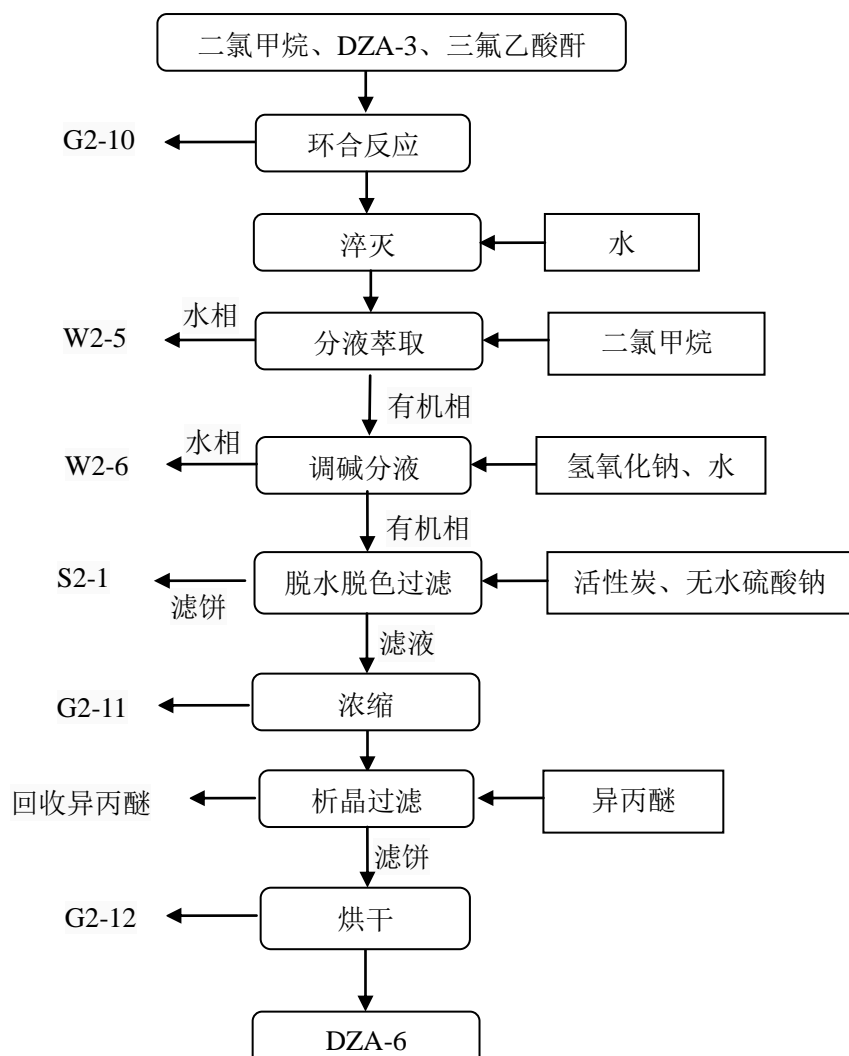 二氯甲烷、DZA-3、三氟乙酸酐
G2-10
环合反应
淬灭
水
水相
W2-5
分液萃取
二氯甲烷
有机相
水相
W2-6
调碱分液
氢氧化钠、水
有机相
S2-1
脱水脱色过滤
活性炭、无水硫酸钠
滤饼
滤液
G2-11
浓缩
回收异丙醚
析晶过滤
异丙醚
滤饼
G2-12
烘干
DZA-6